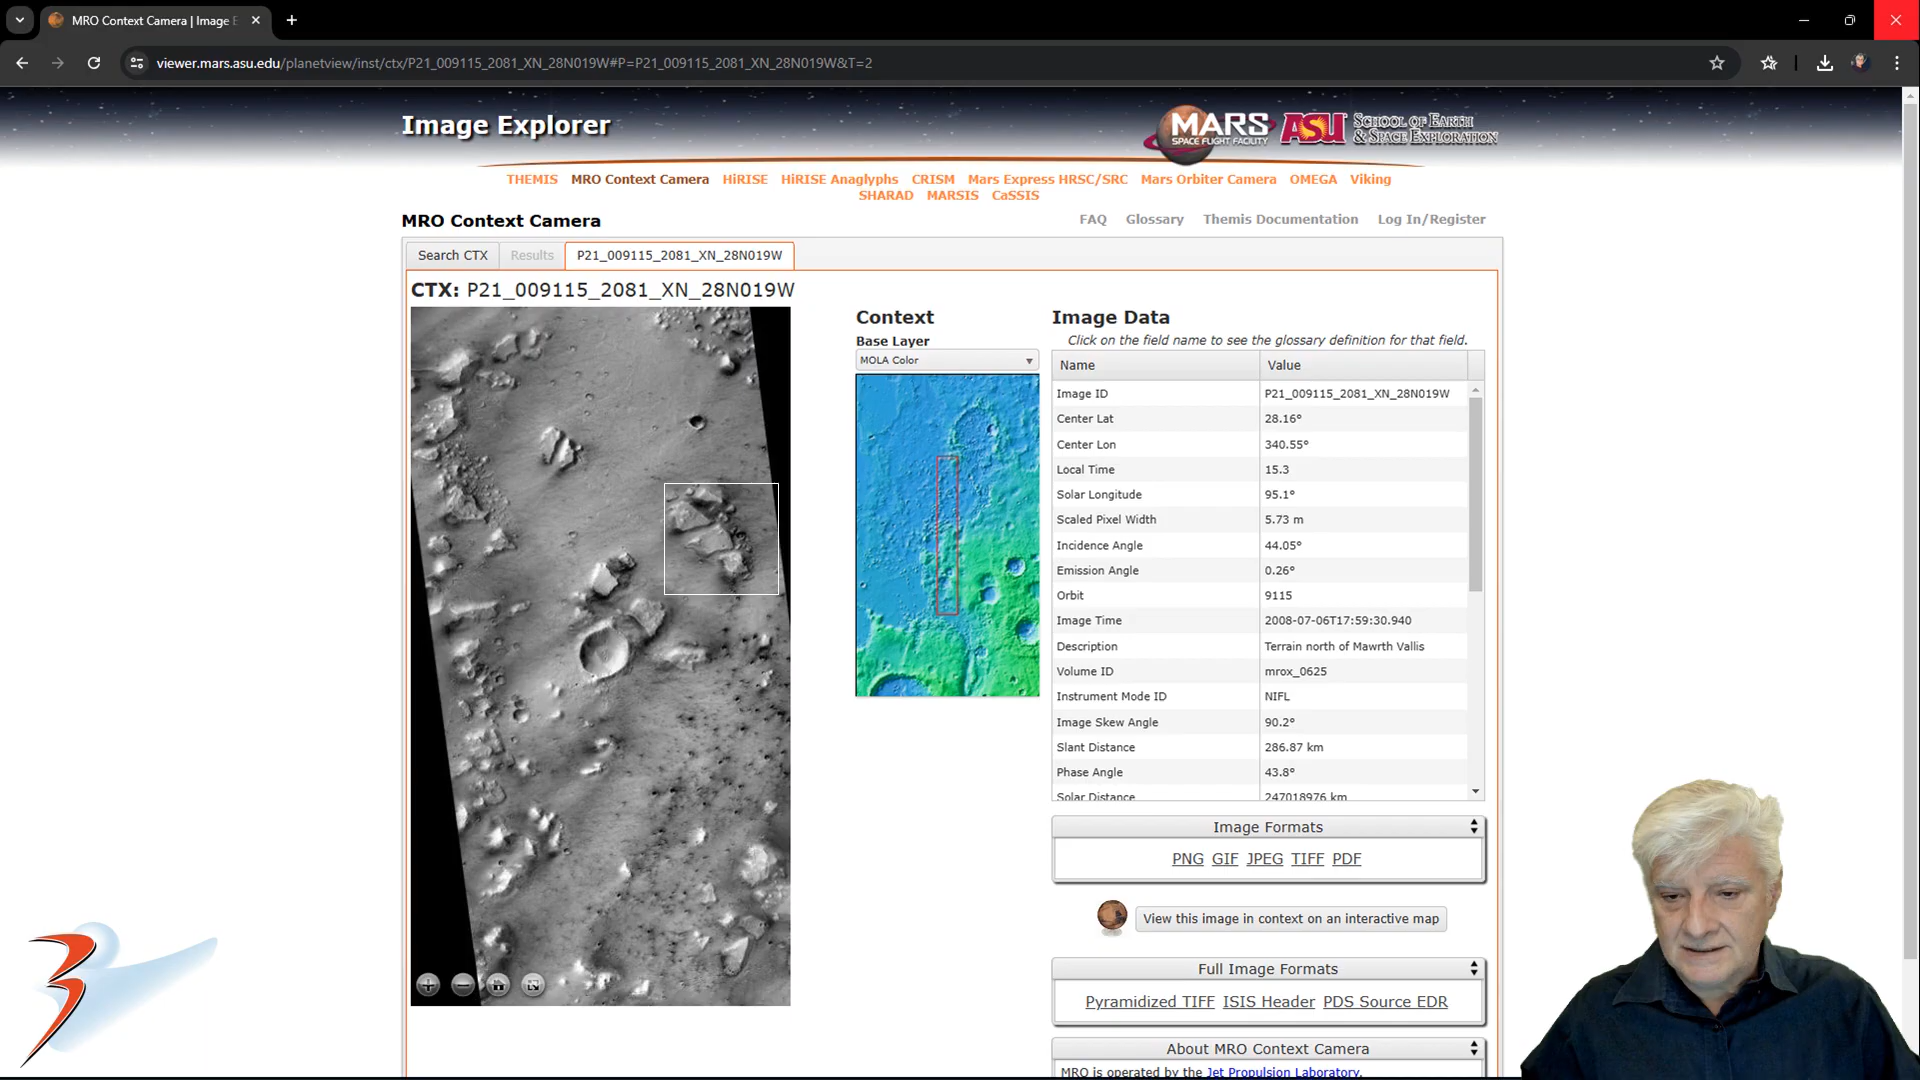 MRO Context Camera | Image E
viewer.mars.asu.edu/planetview/inst/ctx/P21_009115_2081_XN_28N019W#P=P21_009115_2081_XN_28N019W&T=2
Image Explorer
MARS
SPACE FLIGHT FACILITY
ASU
SCHOOL OF EARTH
& SPACE EXPLORATION
THEMIS MRO Context Camera HiRISE HiRISE Anaglyphs CRISM Mars Express HRSC/SRC Mars Orbiter Camera OMEGA Viking
SHARAD MARSIS CaSSIS
MRO Context Camera
FAQ Glossary Themis Documentation Log In/Register
Search CTX Results P21_009115_2081_XN_28N019W
CTX: P21_009115_2081_XN_28N019W
Context
Base Layer
MOLA Color
Image Data
Click on the field name to see the glossary definition for that field.
Name Value
Image ID P21_009115_2081_XN_28N019W
Center Lat 28.16°
Center Lon 340.55°
Local Time 15.3
Solar Longitude 95.1°
Scaled Pixel Width 5.73 m
Incidence Angle 44.05°
Emission Angle 0.26°
Orbit 9115
Image Time 2008-07-06T17:59:30.940
Description Terrain north of Mawrth Vallis
Volume ID mrox_0625
Instrument Mode ID NIFL
Image Skew Angle 90.2°
Slant Distance 286.87 km
Phase Angle 43.8°
Solar Distance 247018976 km
Image Formats
PNG GIF JPEG TIFF PDF
View this image in context on an interactive map
Full Image Formats
Pyramidized TIFF ISIS Header PDS Source EDR
About MRO Context Camera
MRO is operated by the Jet Propulsion Laboratory.